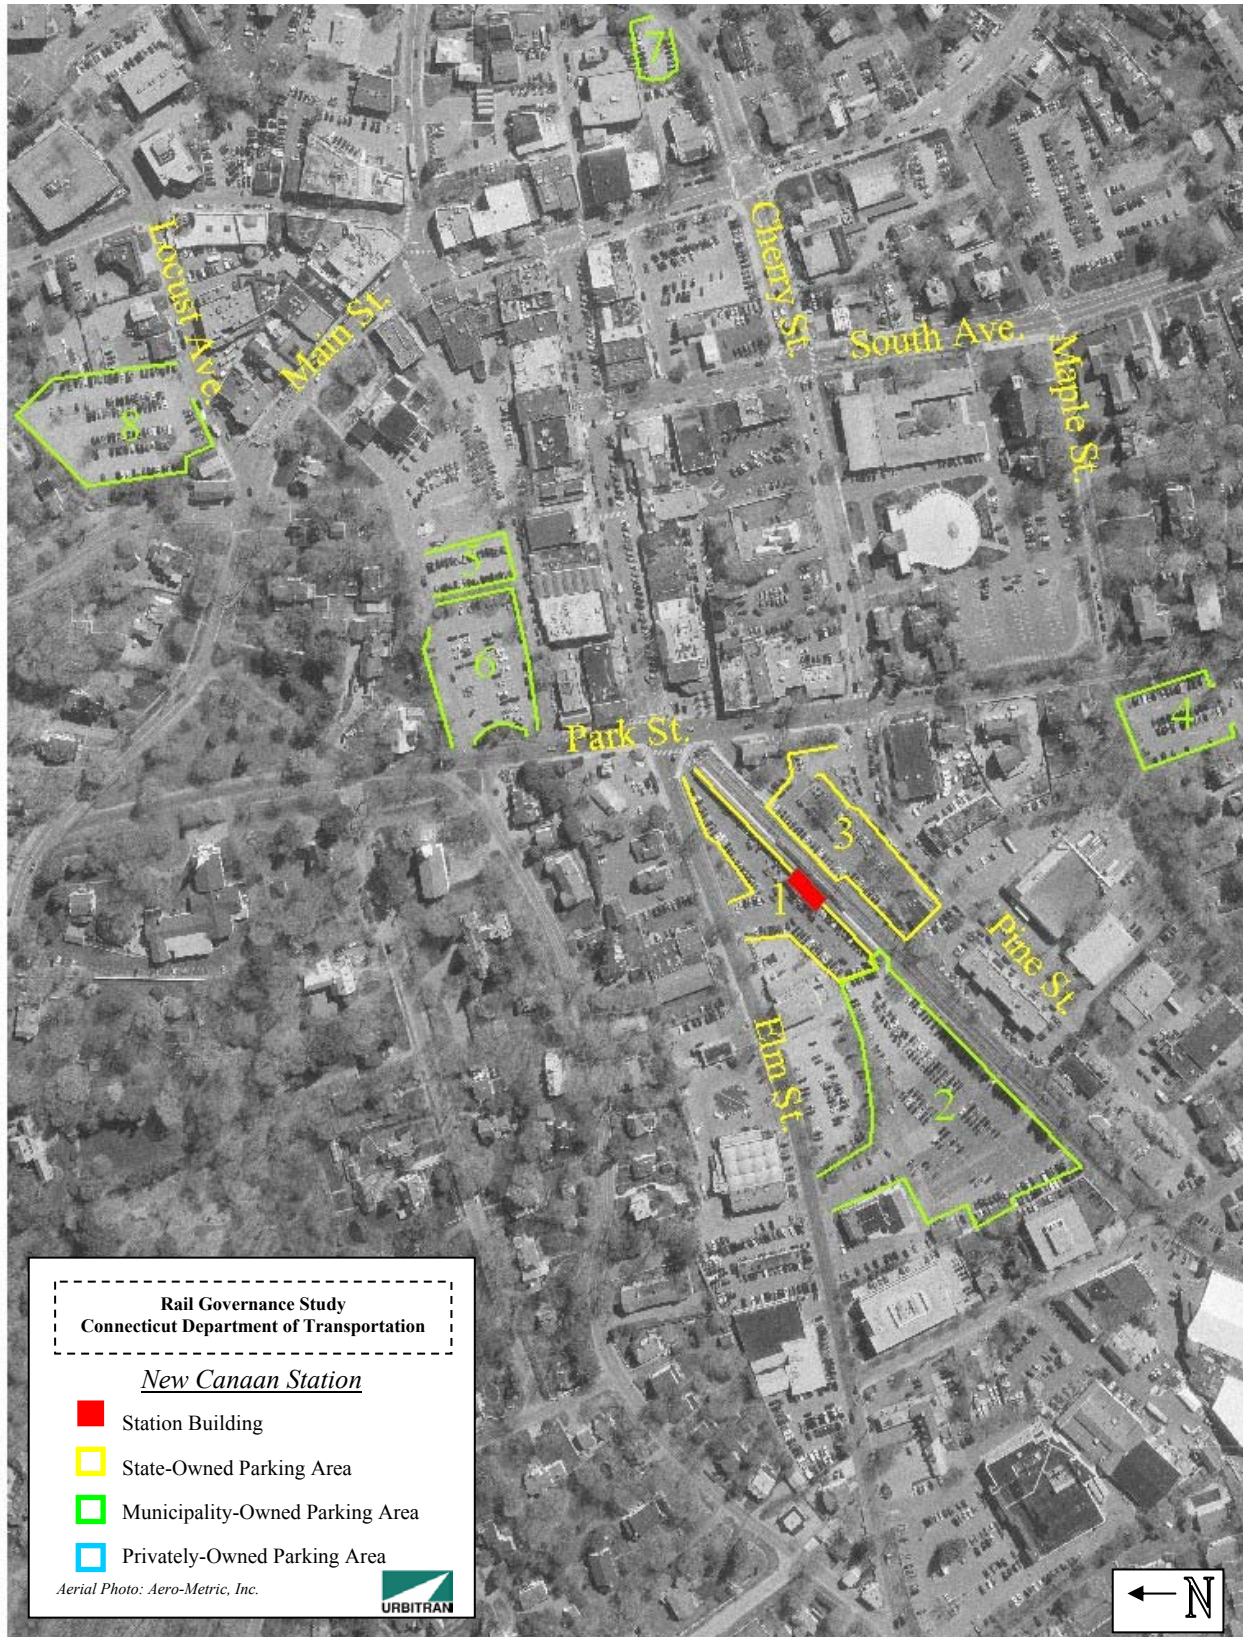 7
Locust Ave.
Main St.
Cherry St.
South Ave.
Maple St.
8
5
6
Park St.
4
3
1
Pine St.
Elm St.
2
Rail Governance Study
Connecticut Department of Transportation
New Canaan Station
Station Building
State-Owned Parking Area
Municipality-Owned Parking Area
Privately-Owned Parking Area
Aerial Photo: Aero-Metric, Inc.
URBITRAN
N